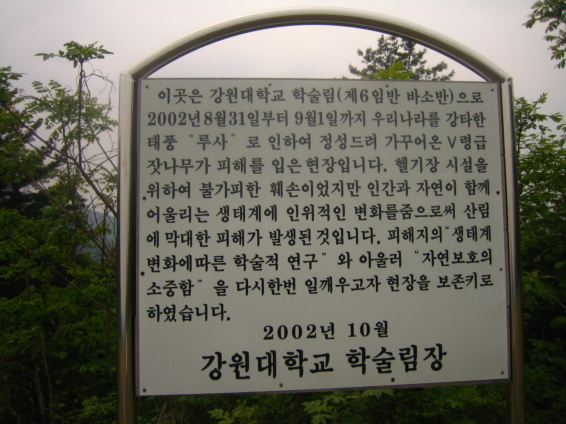 이곳은 강원대학교 학술림(제6임반 바소반)으로
2002년8월31일부터 9월1일까지 우리나라를 강타한
태풍 "루사" 로 인하여 정성드려 가꾸어온 V령급
잣나무가 피해를 입은 현장입니다. 헬기장 시설을
위하여 불가피한 훼손이었지만 인간과 자연이 함께
어울리는 생태계에 인위적인 변화를줌으로써 산림
에 막대한 피해가 발생된 것입니다. 피해지의"생태계
변화에따른 학술적 연구" 와 아울러 "자연보호의
소중함" 을 다시한번 일깨우고자 현장을 보존키로
하였습니다.
2002년 10월
강원대학교 학술림장